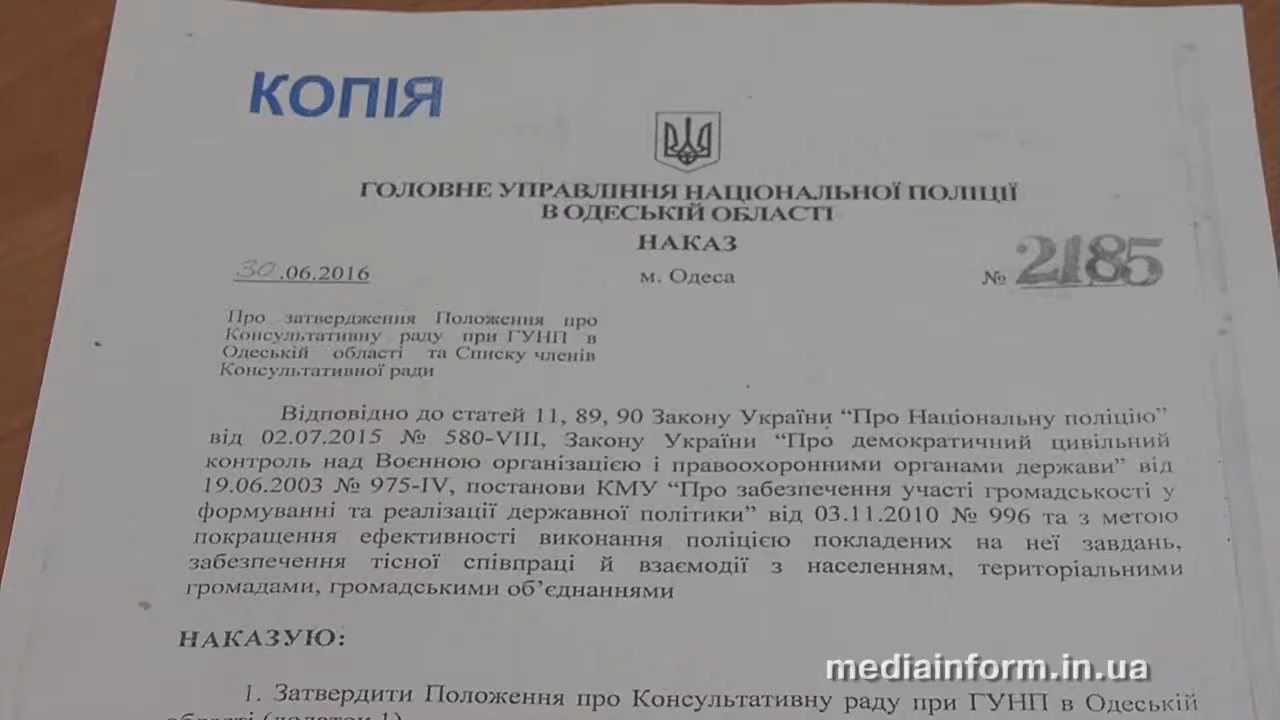 КОПІЯ
ГОЛОВНЕ УПРАВЛІННЯ НАЦІОНАЛЬНОЇ ПОЛІЦІЇ
В ОДЕСЬКІЙ ОБЛАСТІ
НАКАЗ
30.06.2016 м. Одеса № 2185
Про затвердження Положення про
Консультативну раду при ГУНП в
Одеській області та Списку членів
Консультативної ради
Відповідно до статей 11, 89, 90 Закону України “Про Національну поліцію”
від 02.07.2015 № 580-VIII, Закону України “Про демократичний цивільний
контроль над Воєнною організацією і правоохоронними органами держави” від
19.06.2003 № 975-IV, постанови КМУ “Про забезпечення участі громадськості у
формуванні та реалізації державної політики” від 03.11.2010 № 996 та з метою
покращення ефективності виконання поліцією покладених на неї завдань,
забезпечення тісної співпраці й взаємодії з населенням, територіальними
громадами, громадськими об’єднаннями
НАКАЗУЮ:
mediainform.in.ua
1. Затвердити Положення про Консультативну раду при ГУНП в Одеській
області (додаток 1)